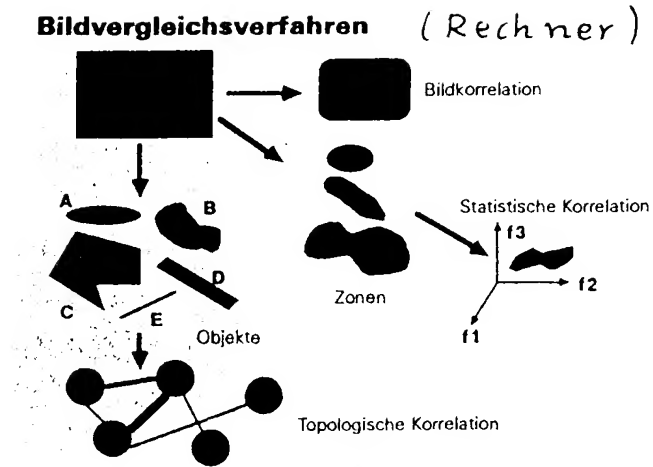 Bildvergleichsverfahren (Rechner)
Bildkorrelation
A
B
Statistische Korrelation
f3
D
f2
C
Zonen
E
f1
Objekte
Topologische Korrelation